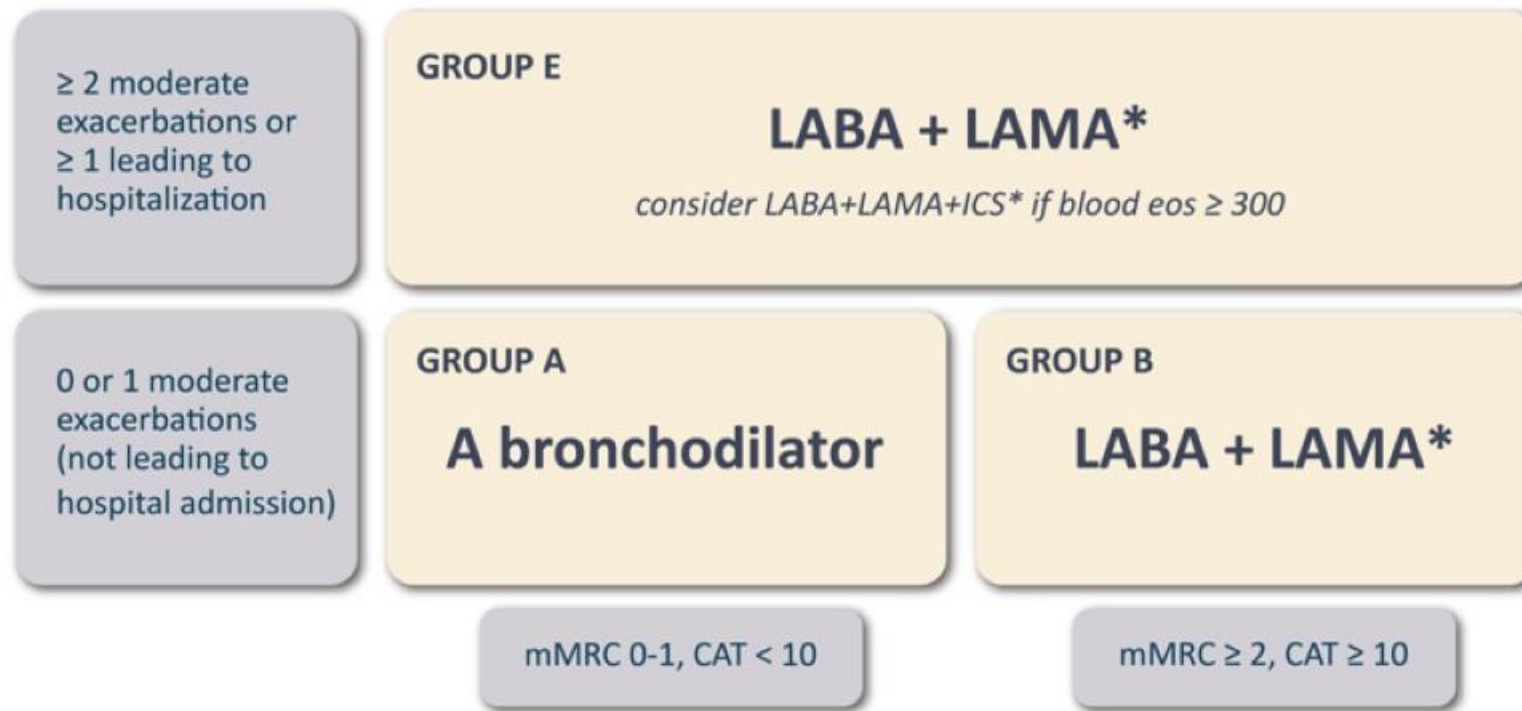 ≥ 2 moderate
exacerbations or
≥ 1 leading to
hospitalization
GROUP E
LABA + LAMA*
consider LABA+LAMA+ICS* if blood eos ≥ 300
0 or 1 moderate
exacerbations
(not leading to
hospital admission)
GROUP A
A bronchodilator
GROUP B
LABA + LAMA*
mMRC 0-1, CAT < 10
mMRC ≥ 2, CAT ≥ 10